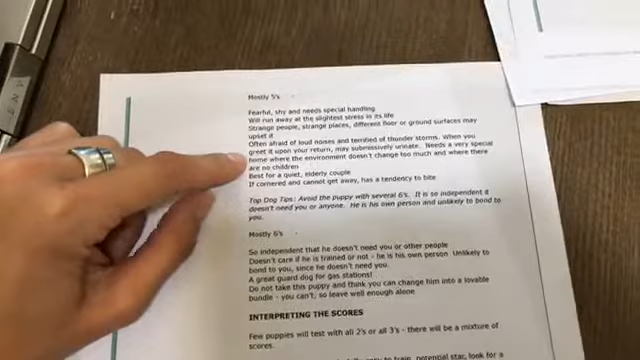 Mostly 5's
Fearful, shy and needs special handling
Will run away at the slightest stress in its life
Strange people, strange places, different floor or ground surfaces may
upset it
Often afraid of loud noises and terrified of thunder storms. When you
greet it upon your return, may submissively urinate. Needs a very special
home where the environment doesn't change too much and where there
are no children
Best for a quiet, elderly couple
If cornered and cannot get away, has a tendency to bite
Top Dog Tips: Avoid the puppy with several 6's. It is so independent it
doesn't need you or anyone. He is his own person and unlikely to bond to
you.
Mostly 6's
So independent that he doesn't need you or other people
Doesn't care if he is trained or not - he is his own person Unlikely to
bond to you, since he doesn't need you.
A great guard dog for gas stations!
Do not take this puppy and think you can change him into a lovable
bundle - you can't, so leave well enough alone
INTERPRETING THE SCORES
Few puppies will test with all 2's or all 3's - there will be a mixture of
scores.
easy to train, potential star, look for a